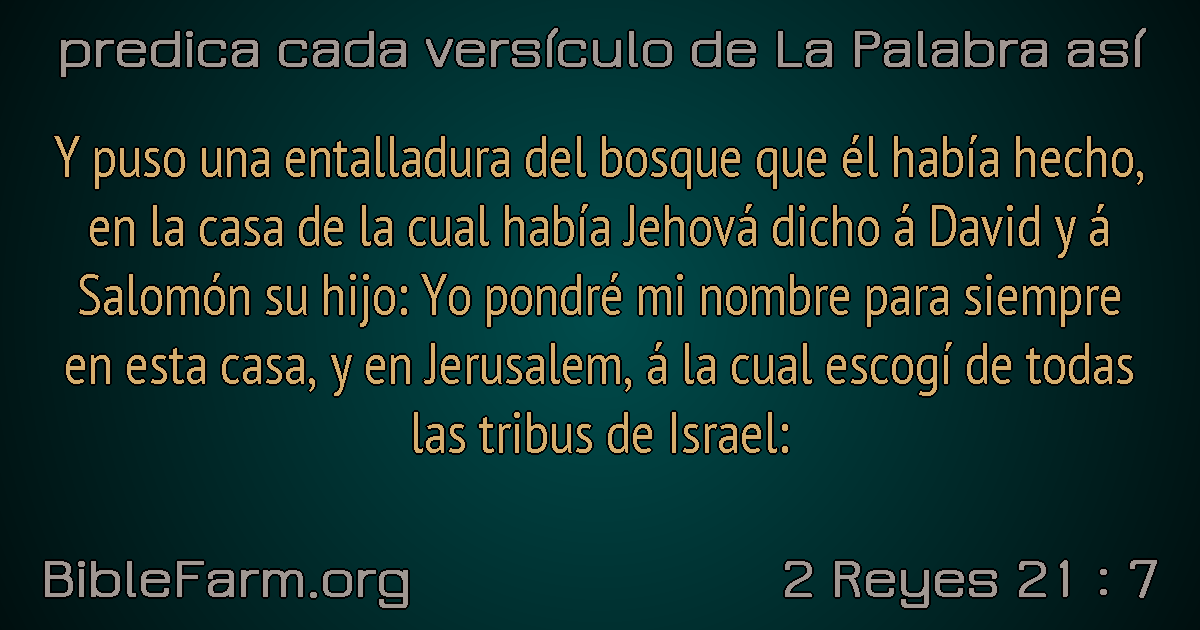 predica cada versículo de La Palabra así
Y puso una entalladura del bosque que él había hecho,
en la casa de la cual había Jehová dicho á David y á
Salomón su hijo: Yo pondré mi nombre para siempre
en esta casa, y en Jerusalem, á la cual escogí de todas
las tribus de Israel:
BibleFarm.org
2 Reyes 21 : 7